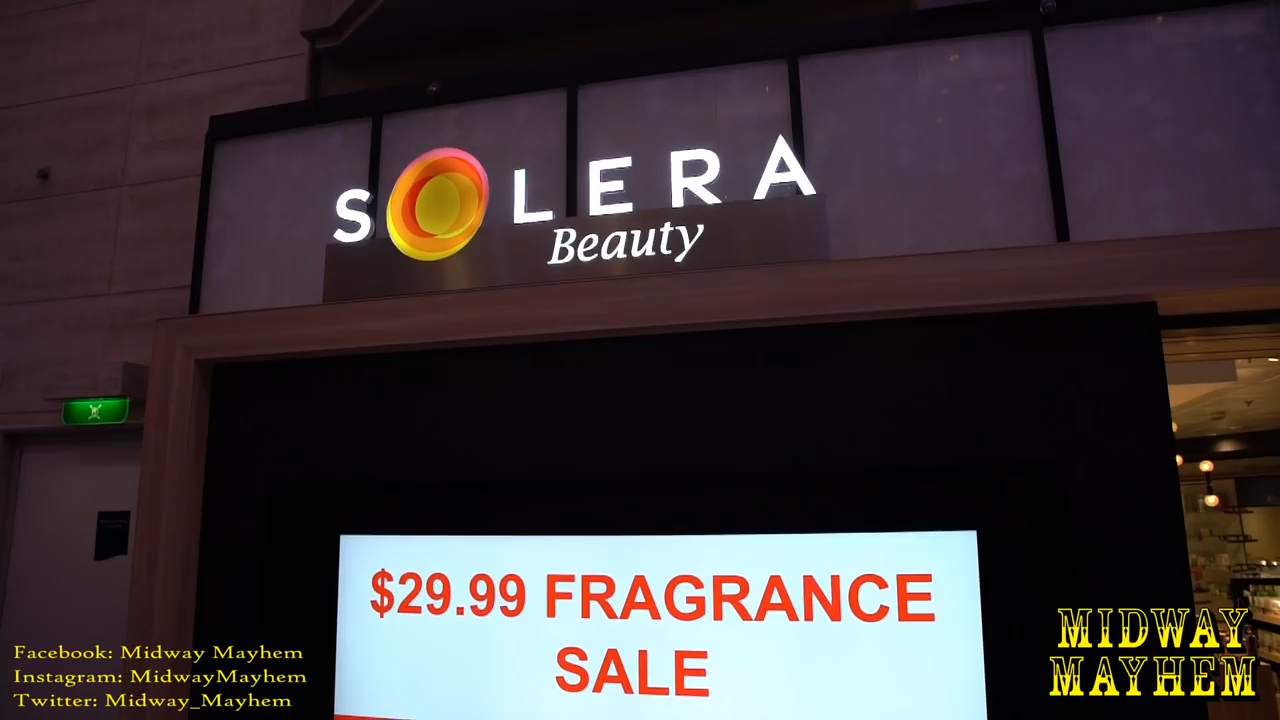 SOLERA
Beauty
$29.99 FRAGRANCE
SALE
Facebook: Midway Mayhem
Instagram: MidwayMayhem
Twitter: Midway_Mayhem
MIDWAY
MAYHEM